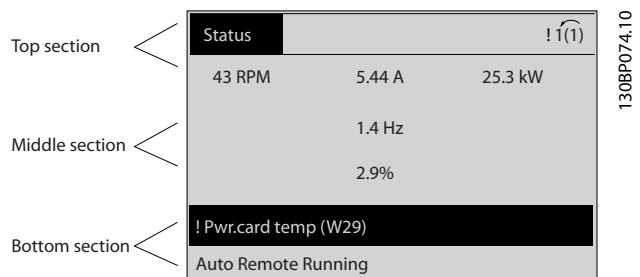 Top section
Status
! 1(1)
43 RPM 5.44 A 25.3 kW
Middle section
1.4 Hz
2.9%
! Pwr.card temp (W29)
Bottom section
Auto Remote Running
130BP074.10